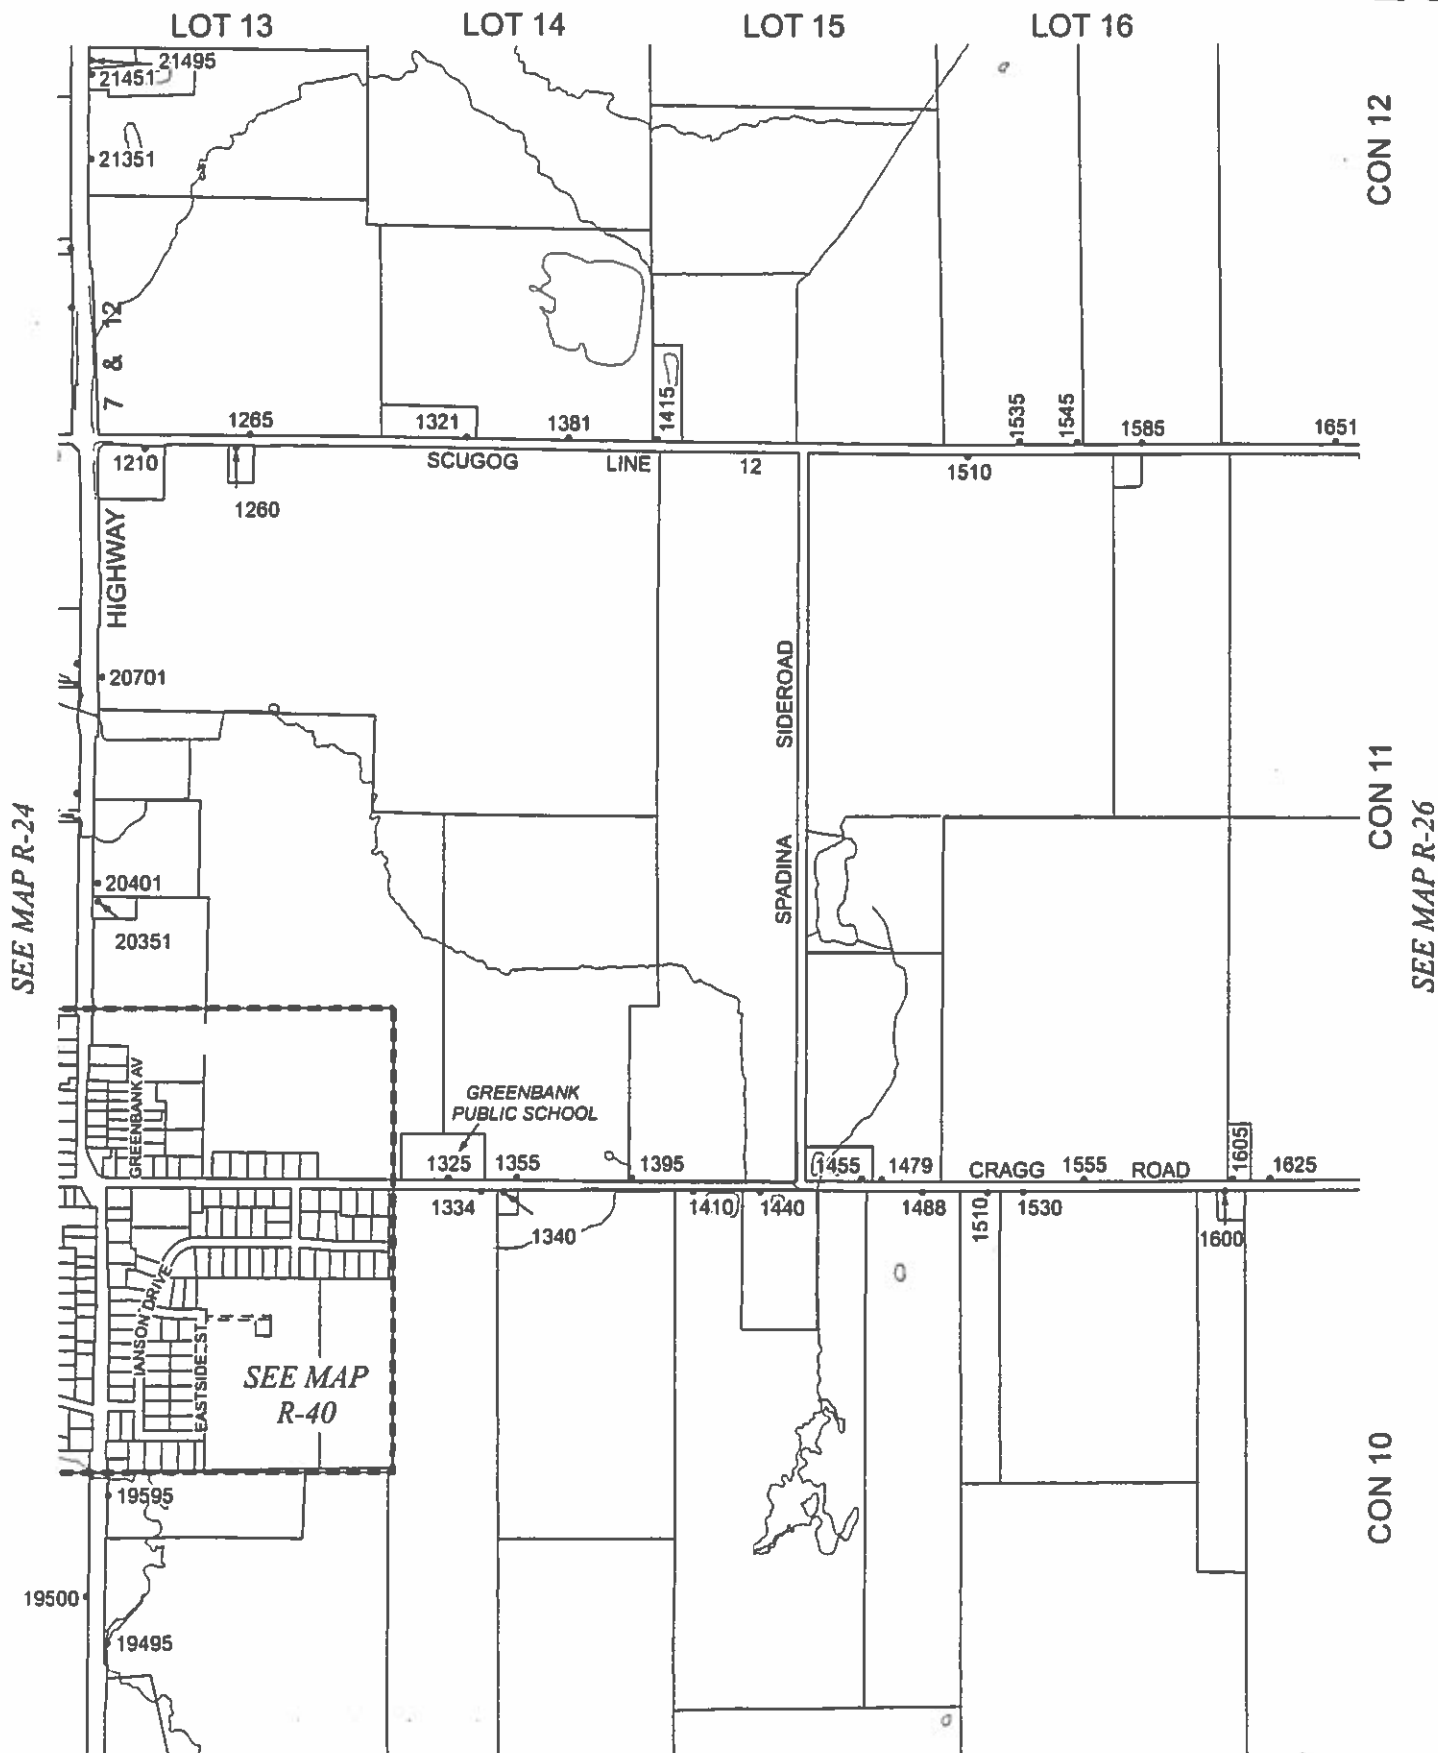 LOT 13
LOT 14
LOT 15
LOT 16
21495
21451
21351
CON 12
7 & 12
1265
1321
1381
1415
1535
1545
1585
1651
1210
SCUGOG LINE 12
1510
1260
HIGHWAY
20701
SPADINA SIDEROAD
CON 11
SEE MAP R-24
SEE MAP R-26
20401
20351
GREENBANK AV
GREENBANK
PUBLIC SCHOOL
1325
1355
1395
1455
1479
CRAGG ROAD
1555
1605
1625
1334
1340
1410
1440
1488
1510
1530
1600
IANSON DRIVE
EASTSIDE ST
SEE MAP
R-40
CON 10
19595
19500
19495